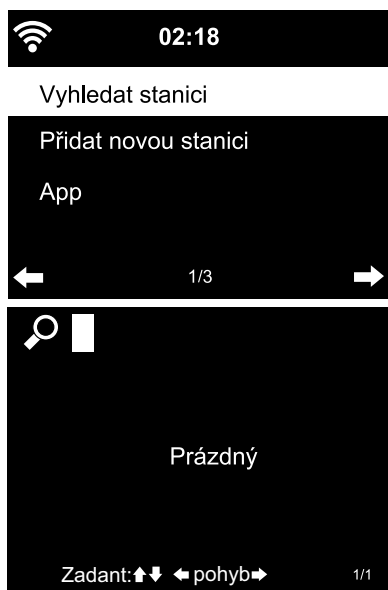 02:18
Vyhledat stanici
Přidat novou stanici
App
1/3
Prázdný
Zadant: pohyb 1/1